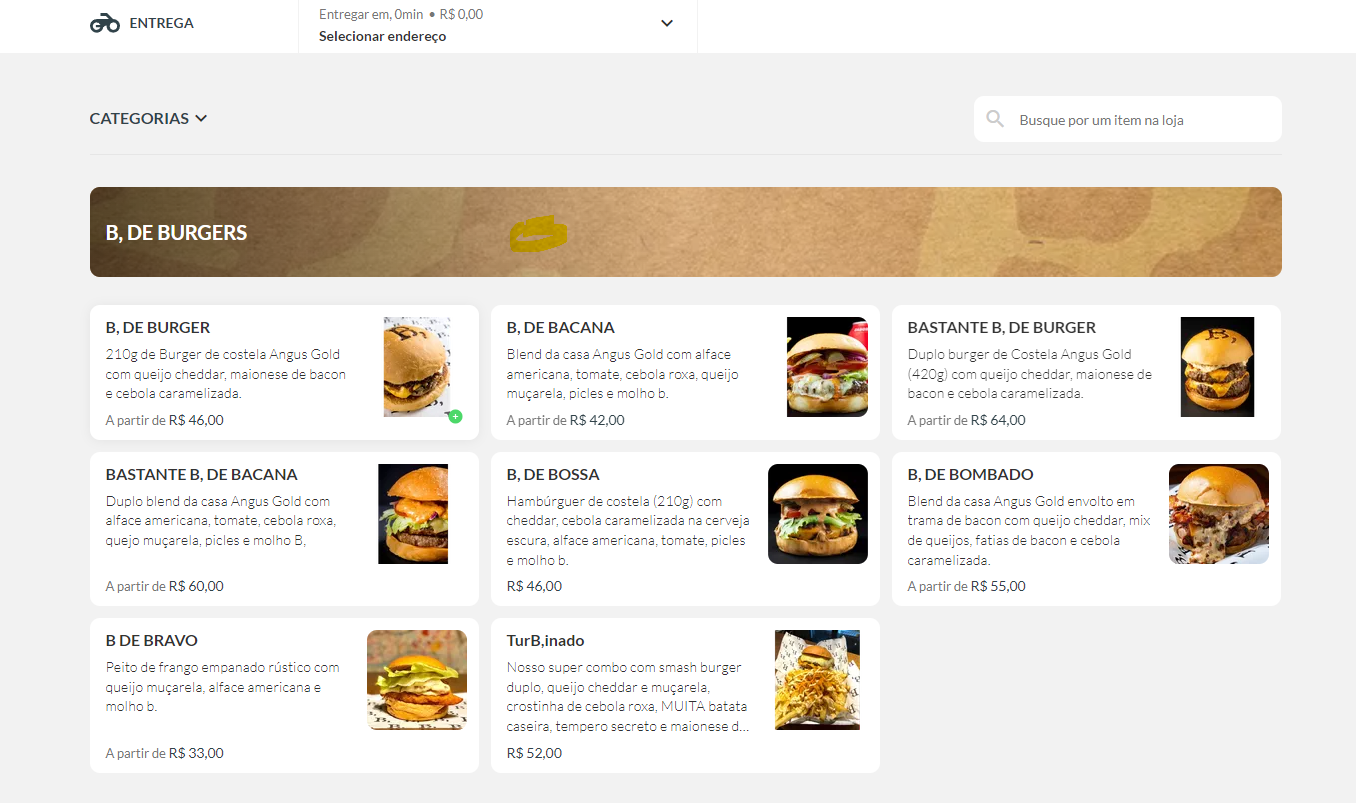 ENTREGA
Entregar em, 0min • R$ 0,00
Selecionar endereço
CATEGORIAS
Busque por um item na loja
B, DE BURGERS
B, DE BURGER
210g de Burger de costela Angus Gold
com queijo cheddar, maionese de bacon
e cebola caramelizada.
A partir de R$ 46,00
B, DE BACANA
Blend da casa Angus Gold com alface
americana, tomate, cebola roxa, queijo
muçarela, picles e molho b.
A partir de R$ 42,00
BASTANTE B, DE BURGER
Duplo burger de Costela Angus Gold
(420g) com queijo cheddar, maionese de
bacon e cebola caramelizada.
A partir de R$ 64,00
BASTANTE B, DE BACANA
Duplo blend da casa Angus Gold com
alface americana, tomate, cebola roxa,
quejo muçarela, picles e molho B,
A partir de R$ 60,00
B, DE BOSSA
Hambúrguer de costela (210g) com
cheddar, cebola caramelizada na cerveja
escura, alface americana, tomate, picles
e molho b.
R$ 46,00
B, DE BOMBADO
Blend da casa Angus Gold envolto em
trama de bacon com queijo cheddar, mix
de queijos, fatias de bacon e cebola
caramelizada.
A partir de R$ 55,00
B DE BRAVO
Peito de frango empanado rústico com
queijo muçarela, alface americana e
molho b.
A partir de R$ 33,00
TurB,inado
Nosso super combo com smash burger
duplo, queijo cheddar e muçarela,
crostinha de cebola roxa, MUITA batata
caseira, tempero secreto e maionese d...
R$ 52,00